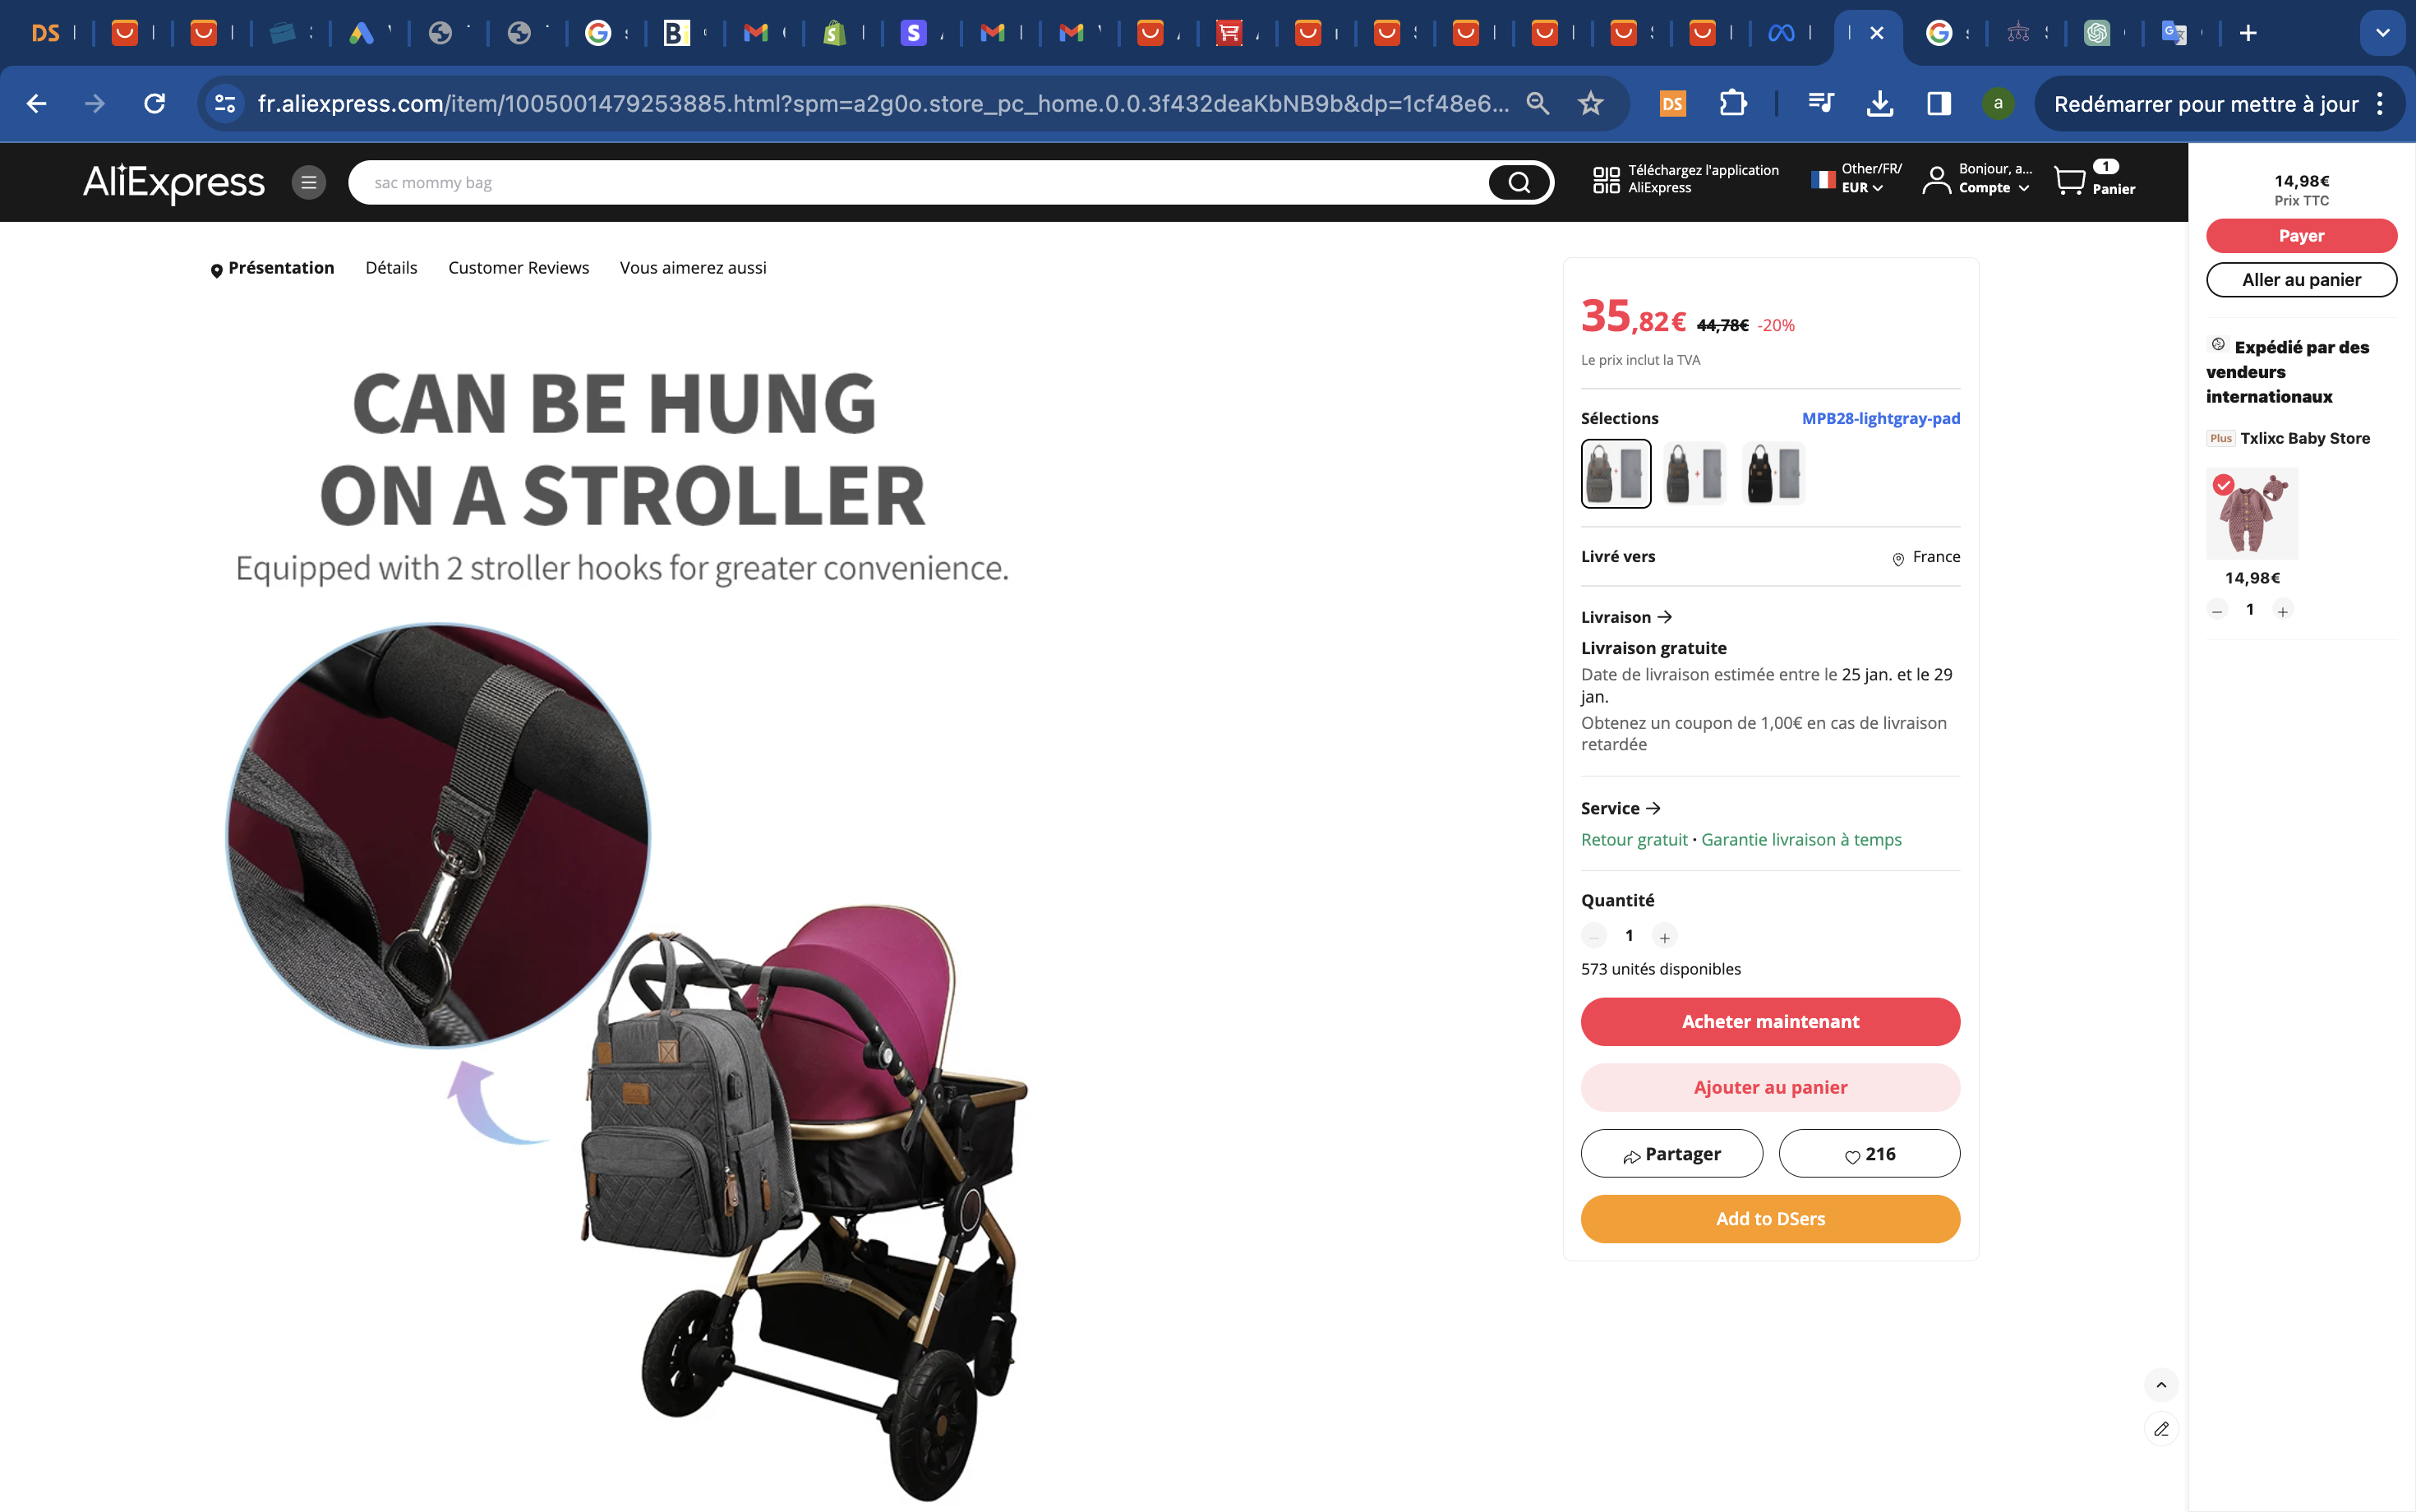 DS
fr.aliexpress.com/item/1005001479253885.html?spm=a2g0o.store_pc_home.0.0.3f432deaKbNB9b&dp=1cf48e6...
DS
a
Redémarrer pour mettre à jour
AliExpress
sac mommy bag
Téléchargez l'application
AliExpress
Other/FR/
EUR
Bonjour, a...
Compte
1
Panier
14,98€
Prix TTC
Payer
Aller au panier
Expédié par des
vendeurs
internationaux
Plus Txlixc Baby Store
14,98€
1
Présentation
Détails
Customer Reviews
Vous aimerez aussi
CAN BE HUNG
ON A STROLLER
Equipped with 2 stroller hooks for greater convenience.
35,82€ 44,78€ -20%
Le prix inclut la TVA
Sélections MPB28-lightgray-pad
Livré vers France
Livraison
Livraison gratuite
Date de livraison estimée entre le 25 jan. et le 29
jan.
Obtenez un coupon de 1,00€ en cas de livraison
retardée
Service
Retour gratuit · Garantie livraison à temps
Quantité
1
573 unités disponibles
Acheter maintenant
Ajouter au panier
Partager
216
Add to DSers